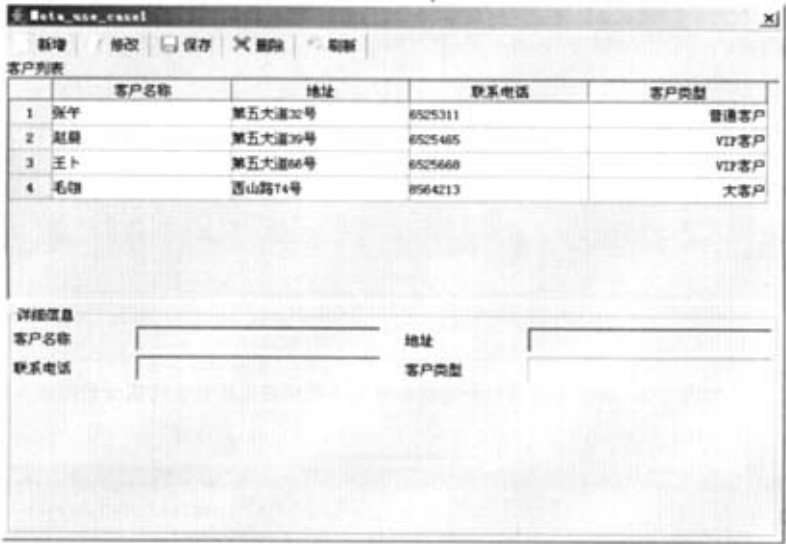 Meta_use_case1
新增 修改 保存 删除 刷新
客户列表
客户名称 地址 联系电话 客户类型
1 张午 第五大道32号 6525311 普通客户
2 赵晨 第五大道39号 6525465 VIP客户
3 王卜 第五大道66号 6525668 VIP客户
4 毛翎 西山路74号 8564213 大客户
详细信息
客户名称 地址
联系电话 客户类型